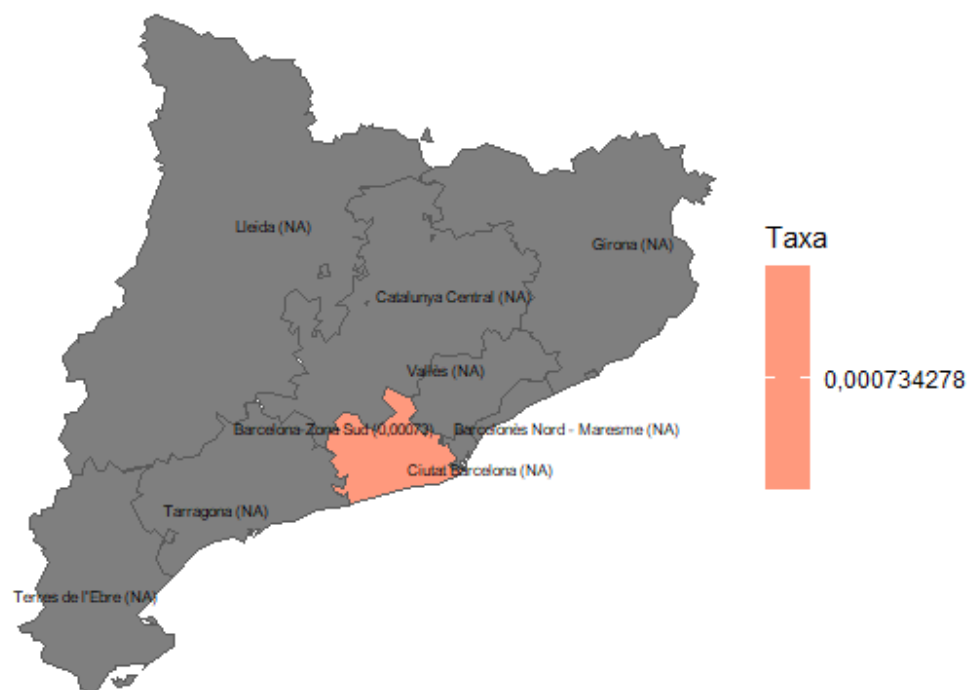 Lleida (NA)
Girona (NA)
Taxa
Catalunya Central (NA)
Vallès (NA)
0,000734278
Barcelona-Zona Sud (0,00073)
Barcelonès Nord - Maresme (NA)
Ciutat Barcelona (NA)
Tarragona (NA)
Terres de l'Ebre (NA)